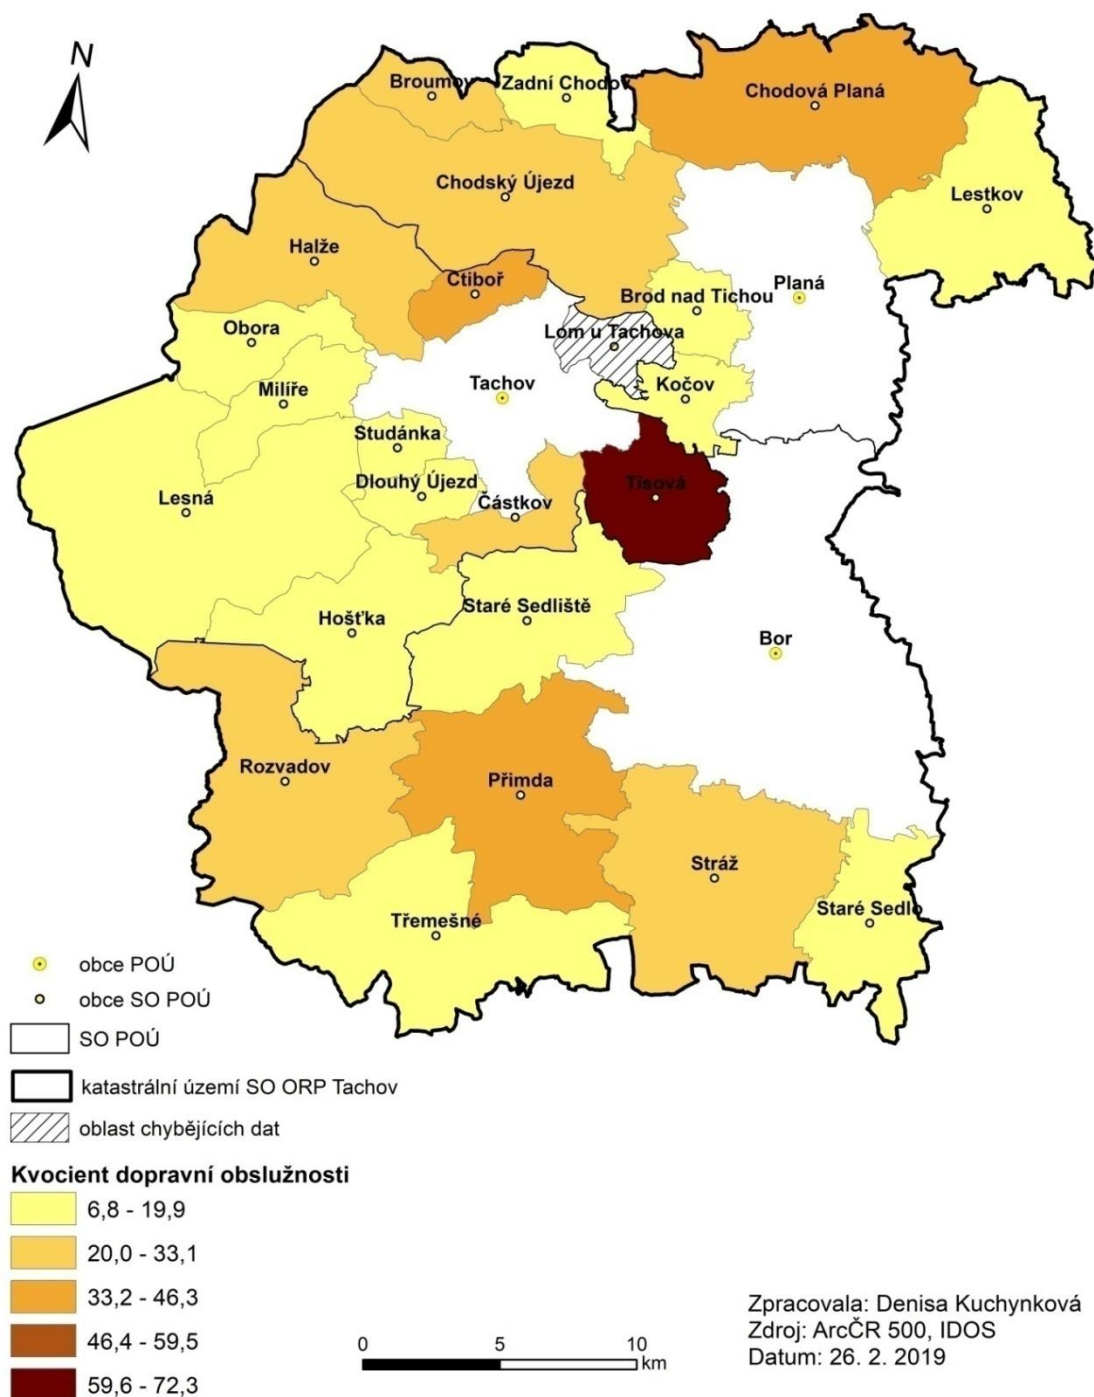 N
Broumov
Zadní Chodov
Chodová Planá
Chodský Újezd
Lestkov
Halže
Ctiboř
Planá
Brod nad Tichou
Obora
Lom u Tachova
Milíře
Tachov
Kočov
Studánka
Dlouhý Újezd
Lesná
Částkov
Tisová
Staré Sedliště
Hošťka
Bor
Rozvadov
Přimda
Stráž
Staré Sedlo
Třemešné
obce POÚ
obce SO POÚ
SO POÚ
katastrální území SO ORP Tachov
oblast chybějících dat
Kvocient dopravní obslužnosti
6,8 - 19,9
20,0 - 33,1
33,2 - 46,3
46,4 - 59,5
59,6 - 72,3
0 5 10
km
Zpracovala: Denisa Kuchynková
Zdroj: ArcČR 500, IDOS
Datum: 26. 2. 2019